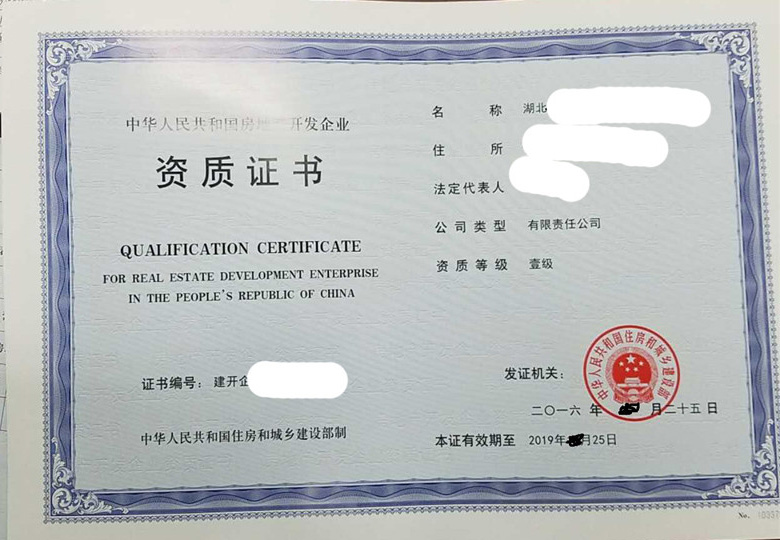 中华人民共和国房地产开发企业
资质证书
QUALIFICATION CERTIFICATE
FOR REAL ESTATE DEVELOPMENT ENTERPRISE
IN THE PEOPLE'S REPUBLIC OF CHINA
证书编号：建开企
中华人民共和国住房和城乡建设部制
名 称 湖北
住 所
法定代表人
公司类型 有限责任公司
资质等级 壹级
发证机关：
中华人民共和国住房和城乡建设部
二〇一六 年 月二十五 日
本证有效期至 2019年 月25日
No.